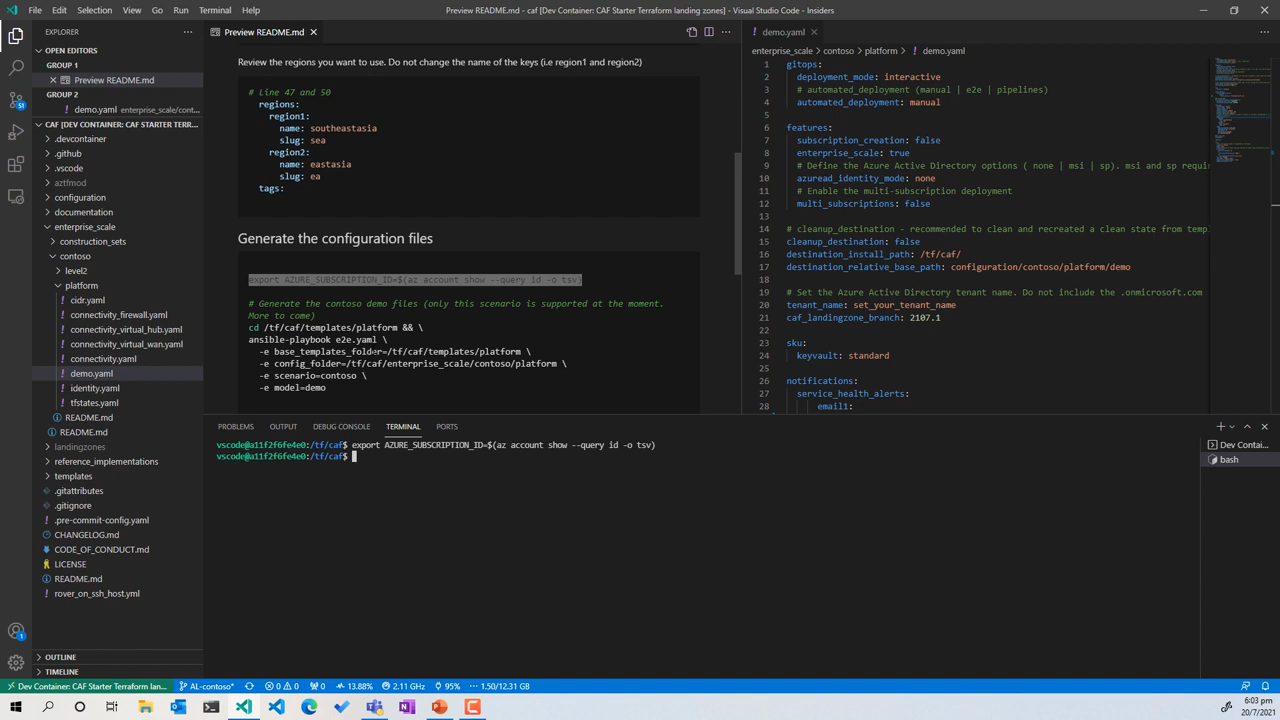 File Edit Selection View Go Run Terminal Help
Preview README.md - caf [Dev Container: CAF Starter Terraform landing zones] - Visual Studio Code - Insiders
EXPLORER
OPEN EDITORS
GROUP 1
Preview README.md
GROUP 2
demo.yaml enterprise_scale/cont...
CAF [DEV CONTAINER: CAF STARTER TERR...
.devcontainer
.github
.vscode
aztfmod
configuration
documentation
enterprise_scale
construction_sets
contoso
level2
platform
cidr.yaml
connectivity_firewall.yaml
connectivity_virtual_hub.yaml
connectivity_virtual_wan.yaml
connectivity.yaml
demo.yaml
identity.yaml
tfstates.yaml
README.md
README.md
landingzones
reference_implementations
templates
.gitattributes
.gitignore
.pre-commit-config.yaml
CHANGELOG.md
CODE_OF_CONDUCT.md
LICENSE
README.md
rover_on_ssh_host.yml
OUTLINE
TIMELINE
51
1
Preview README.md
Review the regions you want to use. Do not change the name of the keys (i.e region1 and region2)
# Line 47 and 50
regions:
region1:
name: southeastasia
slug: sea
region2:
name: eastasia
slug: ea
tags:
Generate the configuration files
export AZURE_SUBSCRIPTION_ID=$(az account show --query id -o tsv)
# Generate the contoso demo files (only this scenario is supported at the moment.
More to come)
cd /tf/caf/templates/platform && \
ansible-playbook e2e.yaml \
-e base_templates_folder=/tf/caf/templates/platform \
-e config_folder=/tf/caf/enterprise_scale/contoso/platform \
-e scenario=contoso \
-e model=demo
demo.yaml
enterprise_scale > contoso > platform > demo.yaml
1 gitops:
2 deployment_mode: interactive
3 # automated_deployment (manual | e2e | pipelines)
4 automated_deployment: manual
5
6 features:
7 subscription_creation: false
8 enterprise_scale: true
9 # Define the Azure Active Directory options ( none | msi | sp). msi and sp requi
10 azuread_identity_mode: none
11 # Enable the multi-subscription deployment
12 multi_subscriptions: false
13
14 # cleanup_destination - recommended to clean and recreated a clean state from temp
15 cleanup_destination: false
16 destination_install_path: /tf/caf/
17 destination_relative_base_path: configuration/contoso/platform/demo
18
19 # Set the Azure Active Directory tenant name. Do not include the .onmicrosoft.com
20 tenant_name: set_your_tenant_name
21 caf_landingzone_branch: 2107.1
22
23 sku:
24 keyvault: standard
25
26 notifications:
27 service_health_alerts:
28 email1:
PROBLEMS OUTPUT DEBUG CONSOLE TERMINAL PORTS
vscode@a11f2f6fe4e0:/tf/caf$ export AZURE_SUBSCRIPTION_ID=$(az account show --query id -o tsv)
vscode@a11f2f6fe4e0:/tf/caf$
Dev Contai...
bash
Dev Container: CAF Starter Terraform lan... AL-contoso* 0 0 0 13.88% 2.11 GHz 95% 1.50/12.31 GB
6:03 pm
20/7/2021